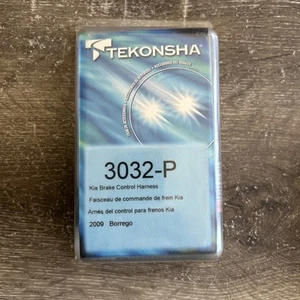 TEKONSHA
3032-P
Kia Brake Control Harness
Faisceau de commande de frein Kia
Arnes del control para frenos Kia
2009 Borrego